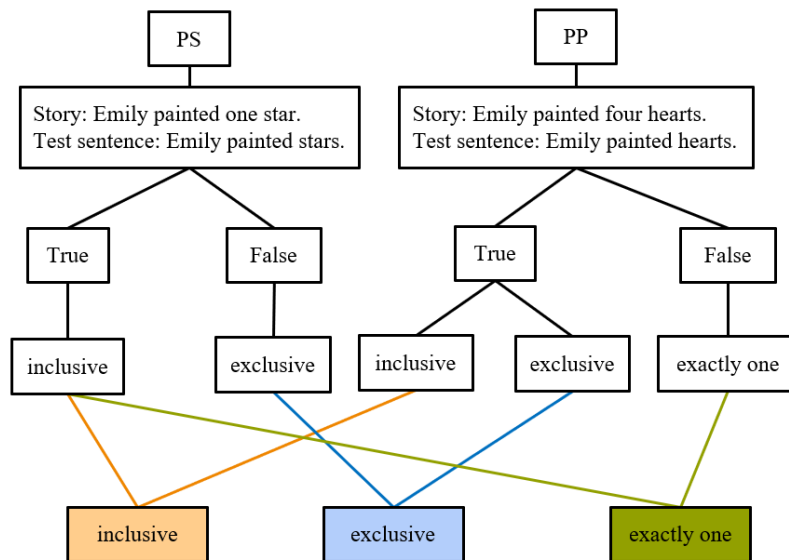 PS
PP
Story: Emily painted one star.
Test sentence: Emily painted stars.
Story: Emily painted four hearts.
Test sentence: Emily painted hearts.
True
False
True
False
inclusive
exclusive
inclusive
exclusive
exactly one
inclusive
exclusive
exactly one